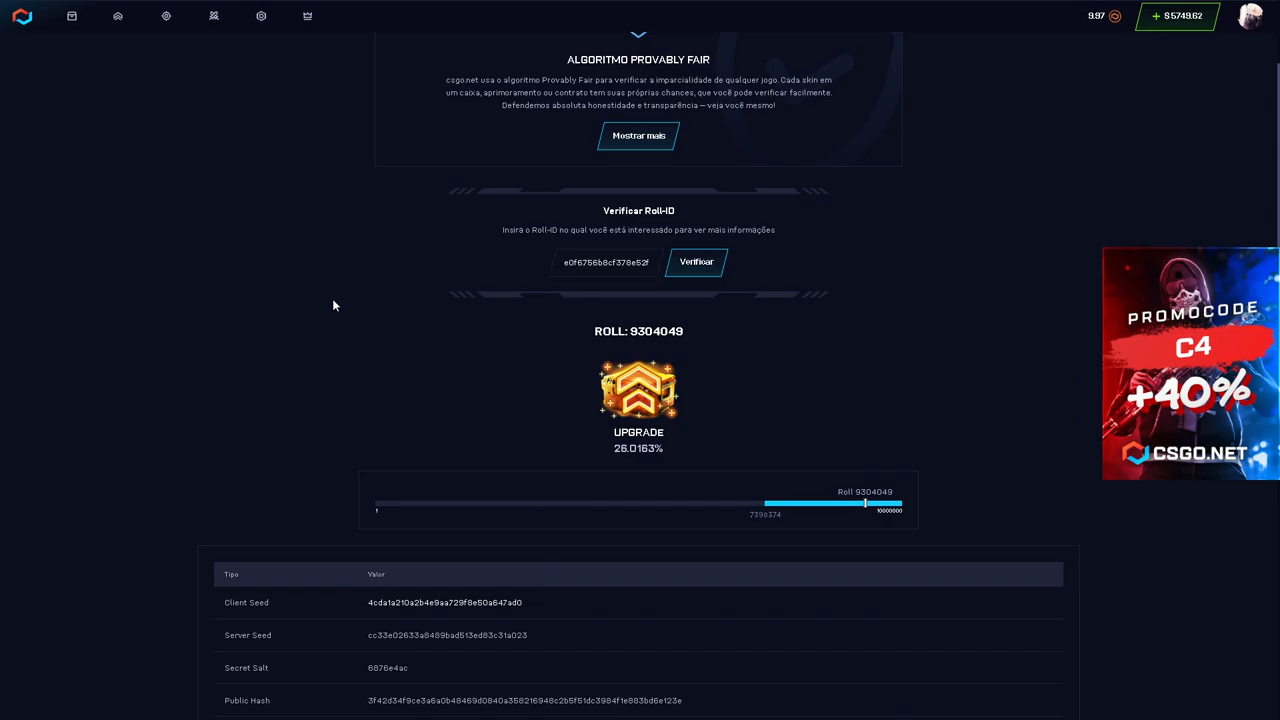 9.97
+ $ 5749.62
ALGORITMO PROVABLY FAIR
csgo.net usa o algoritmo Provably Fair para verificar a imparcialidade de qualquer jogo. Cada skin em
um caixa, aprimoramento ou contrato tem suas próprias chances, que você pode verificar facilmente.
Defendemos absoluta honestidade e transparência — veja você mesmo!
Mostrar mais
Verificar Roll-ID
Insira o Roll-ID no qual você está interessado para ver mais informações
e0f6756b8cf378e52f
Verificar
PROMOCODE
C4
+40%
CSGO.NET
ROLL: 9304049
UPGRADE
26.0163%
Roll 9304049
1
7398374
10000000
Tipo
Valor
Client Seed
4cda1a210a2b4e9aa729f8e50a647ad0
Server Seed
cc33e02633a8489bad513ed83c31a023
Secret Salt
6876e4ac
Public Hash
3f42d34f9ce3a6a0b48469d0840a358216948c2b5f51dc3984f1e883bd6e123e